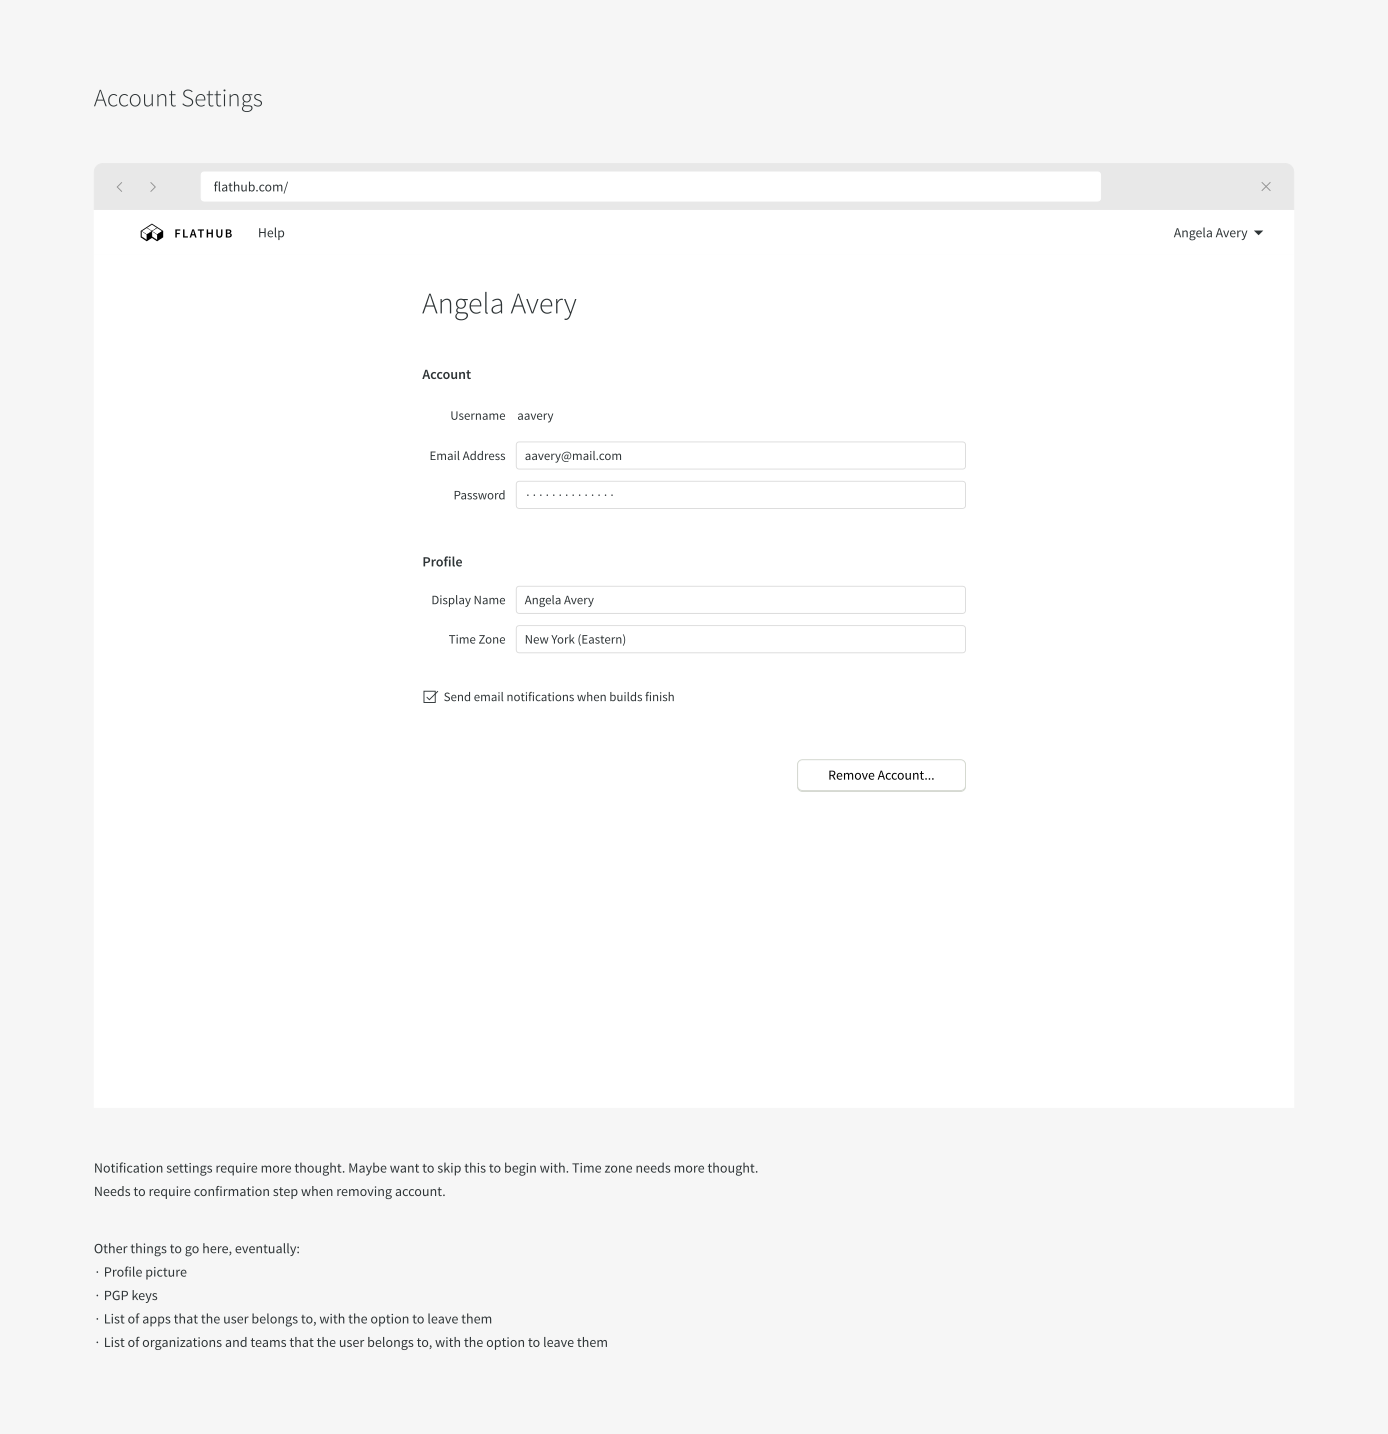 Account Settings
flathub.com/
FLATHUB Help Angela Avery
Angela Avery
Account
Username aavery
Email Address aavery@mail.com
Password ··············
Profile
Display Name Angela Avery
Time Zone New York (Eastern)
Send email notifications when builds finish
Remove Account...
Notification settings require more thought. Maybe want to skip this to begin with. Time zone needs more thought.
Needs to require confirmation step when removing account.
Other things to go here, eventually:
· Profile picture
· PGP keys
· List of apps that the user belongs to, with the option to leave them
· List of organizations and teams that the user belongs to, with the option to leave them